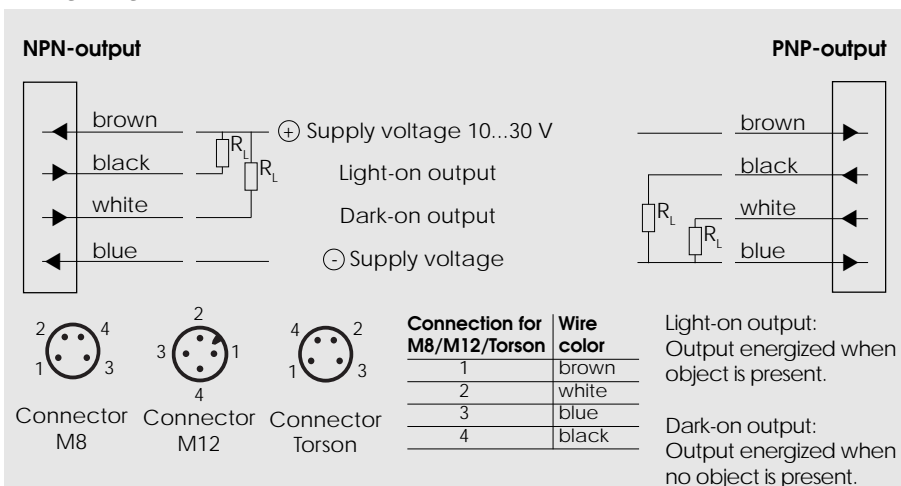 NPN-output
PNP-output
brown
+ Supply voltage 10...30 V
brown
RL
black
RL
Light-on output
black
white
Dark-on output
RL
white
RL
blue
- Supply voltage
blue
2 4
1 3
Connector
M8
2
3 1
4
Connector
M12
4 2
1 3
Connector
Torson
Connection for M8/M12/Torson Wire color
1 brown
2 white
3 blue
4 black
Light-on output:
Output energized when
object is present.
Dark-on output:
Output energized when
no object is present.